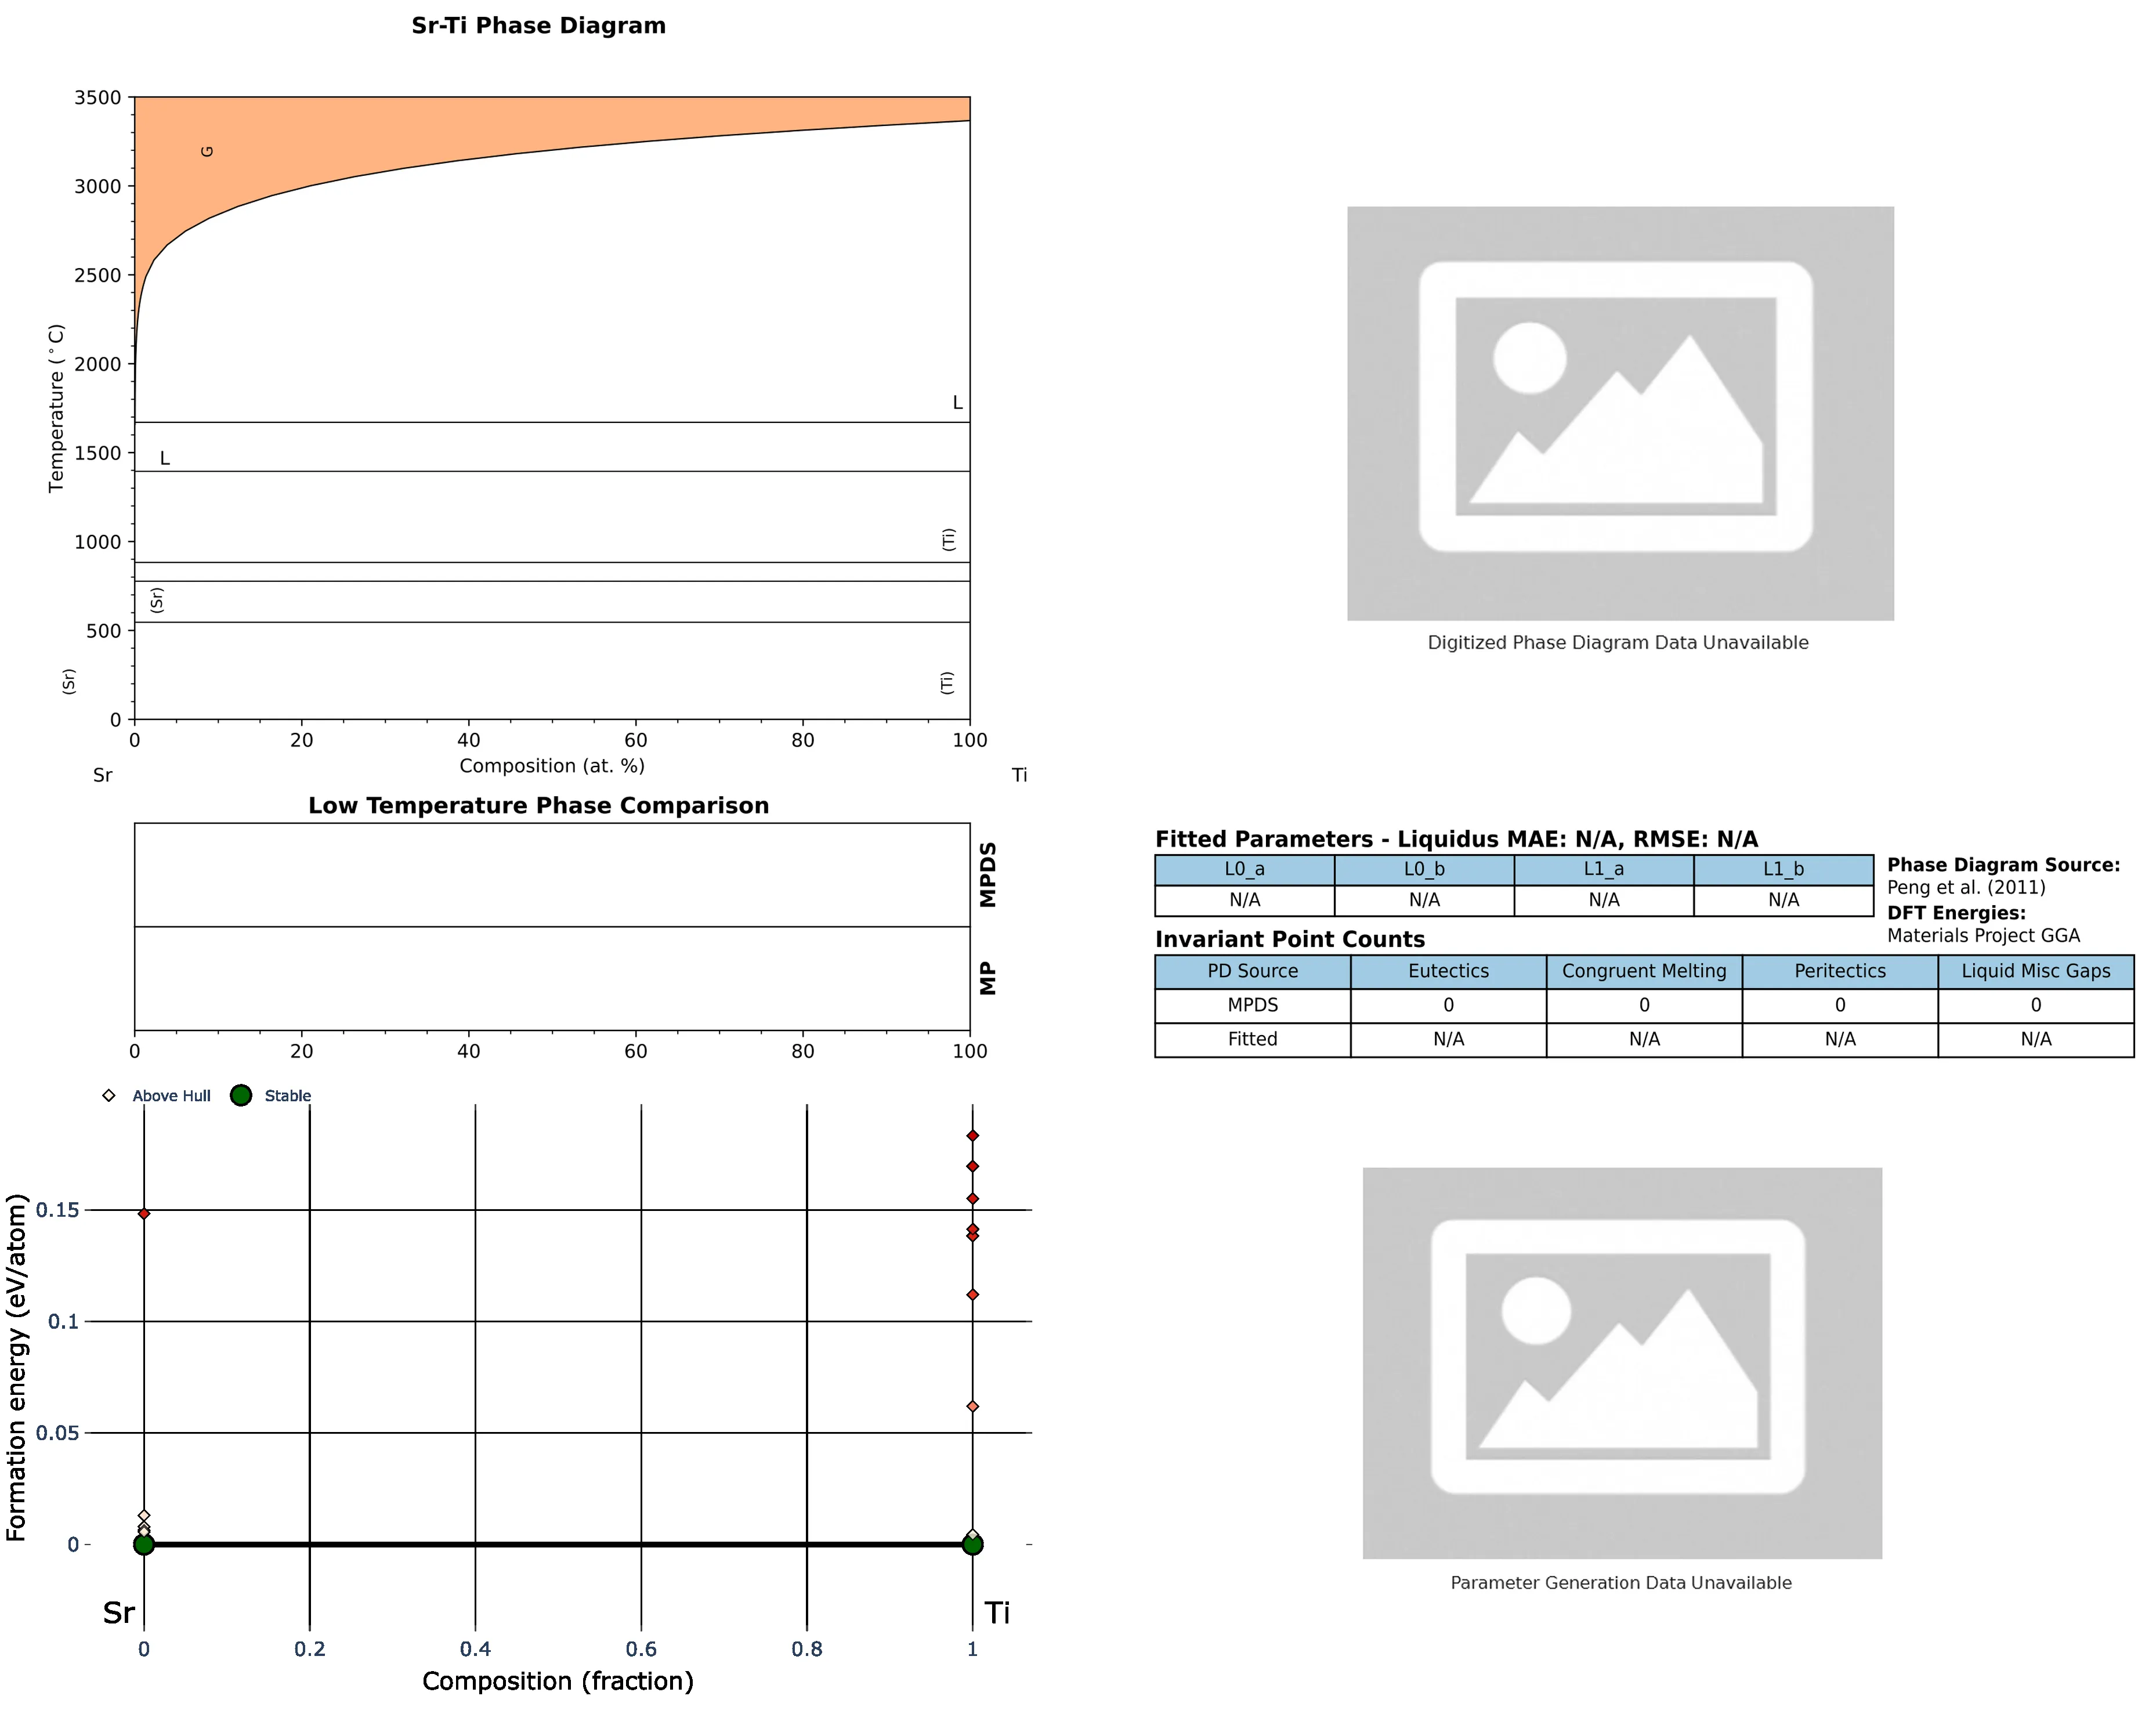 Sr-Ti Phase Diagram
3500
3000
2500
2000
1500
1000
500
0
Temperature (°C)
G
L
L
(Ti)
(Sr)
(Sr)
(Ti)
0 20 40 60 80 100
Sr Composition (at. %) Ti
Digitized Phase Diagram Data Unavailable
Low Temperature Phase Comparison
MPDS
MP
0 20 40 60 80 100
Fitted Parameters - Liquidus MAE: N/A, RMSE: N/A
L0_a L0_b L1_a L1_b
N/A N/A N/A N/A
Phase Diagram Source:
Peng et al. (2011)
DFT Energies:
Materials Project GGA
Invariant Point Counts
PD Source Eutectics Congruent Melting Peritectics Liquid Misc Gaps
MPDS 0 0 0 0
Fitted N/A N/A N/A N/A
Above Hull Stable
0.15
0.1
0.05
0
Formation energy (eV/atom)
Sr Ti
0 0.2 0.4 0.6 0.8 1
Composition (fraction)
Parameter Generation Data Unavailable